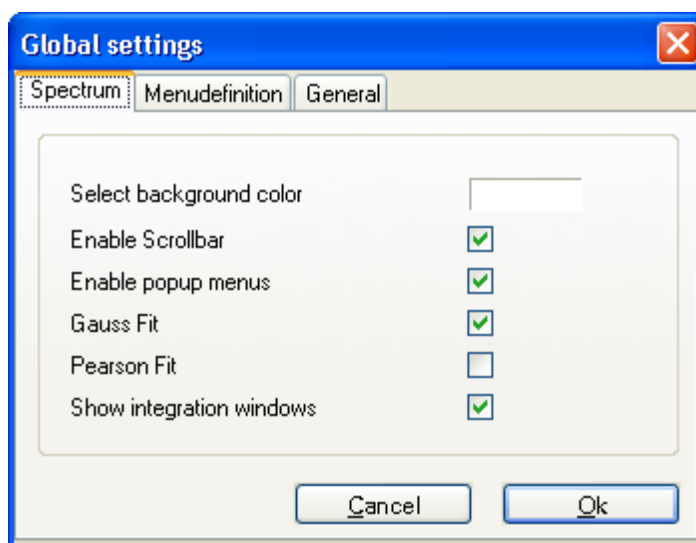 Global settings
Spectrum Menudefinition General
Select background color
Enable Scrollbar
Enable popup menus
Gauss Fit
Pearson Fit
Show integration windows
Cancel Ok